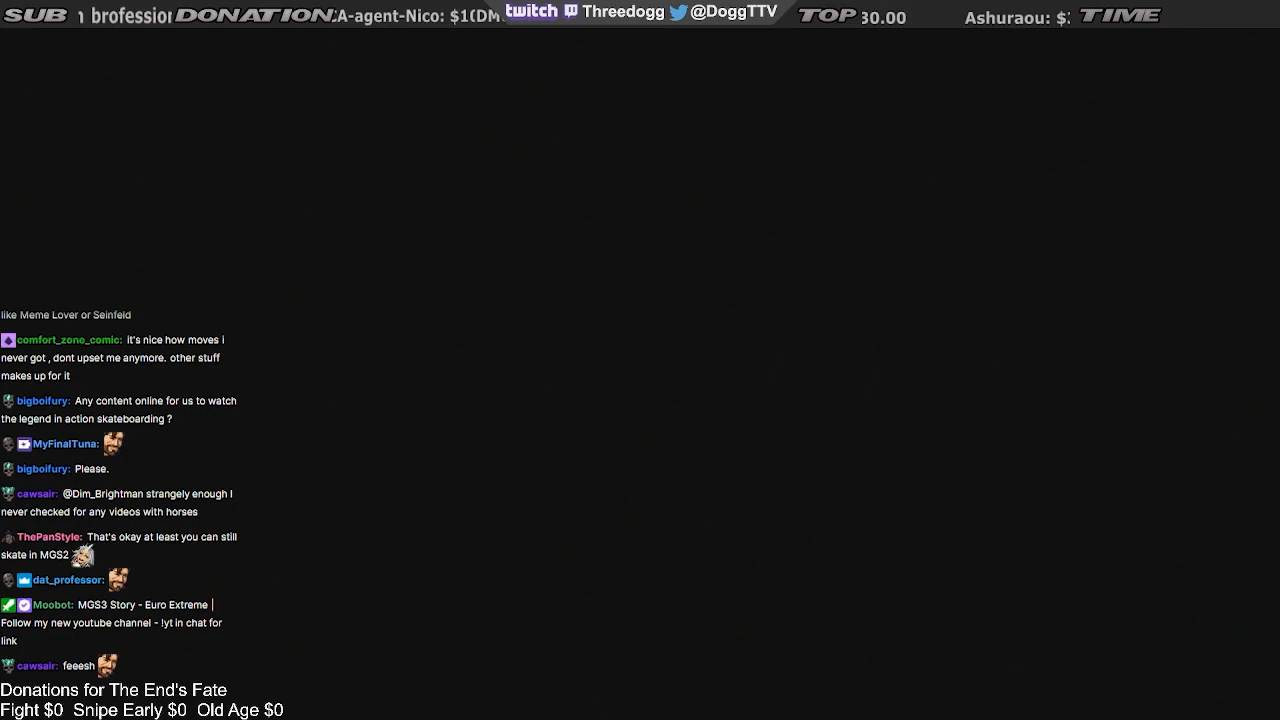 SUB
brofession
DONATION
A-agent-Nico: $1(DM
twitch Threedogg @DoggTTV
TOP
30.00
Ashuraou:
TIME
like Meme Lover or Seinfeld
comfort_zone_comic: it's nice how moves i
never got , dont upset me anymore. other stuff
makes up for it
bigboifury: Any content online for us to watch
the legend in action skateboarding ?
MyFinalTuna:
bigboifury: Please.
cawsair: @Dim_Brightman strangely enough I
never checked for any videos with horses
ThePanStyle: That's okay at least you can still
skate in MGS2
dat_professor:
Moobot: MGS3 Story - Euro Extreme |
Follow my new youtube channel - !yt in chat for
link
cawsair: feeesh
Donations for The End's Fate
Fight $0 Snipe Early $0 Old Age $0